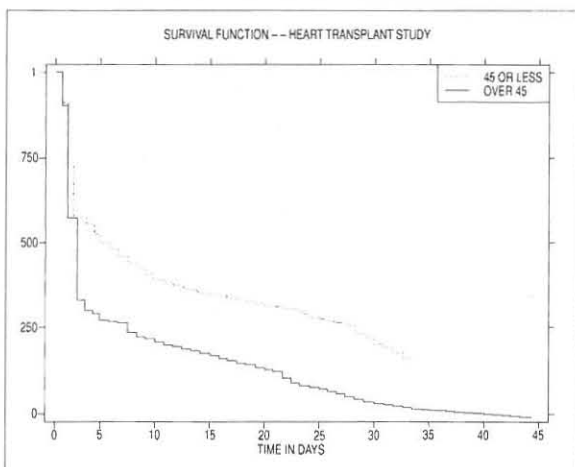 SURVIVAL FUNCTION -- HEART TRANSPLANT STUDY
45 OR LESS
OVER 45
1
750
500
250
0
0 5 10 15 20 25 30 35 40 45
TIME IN DAYS